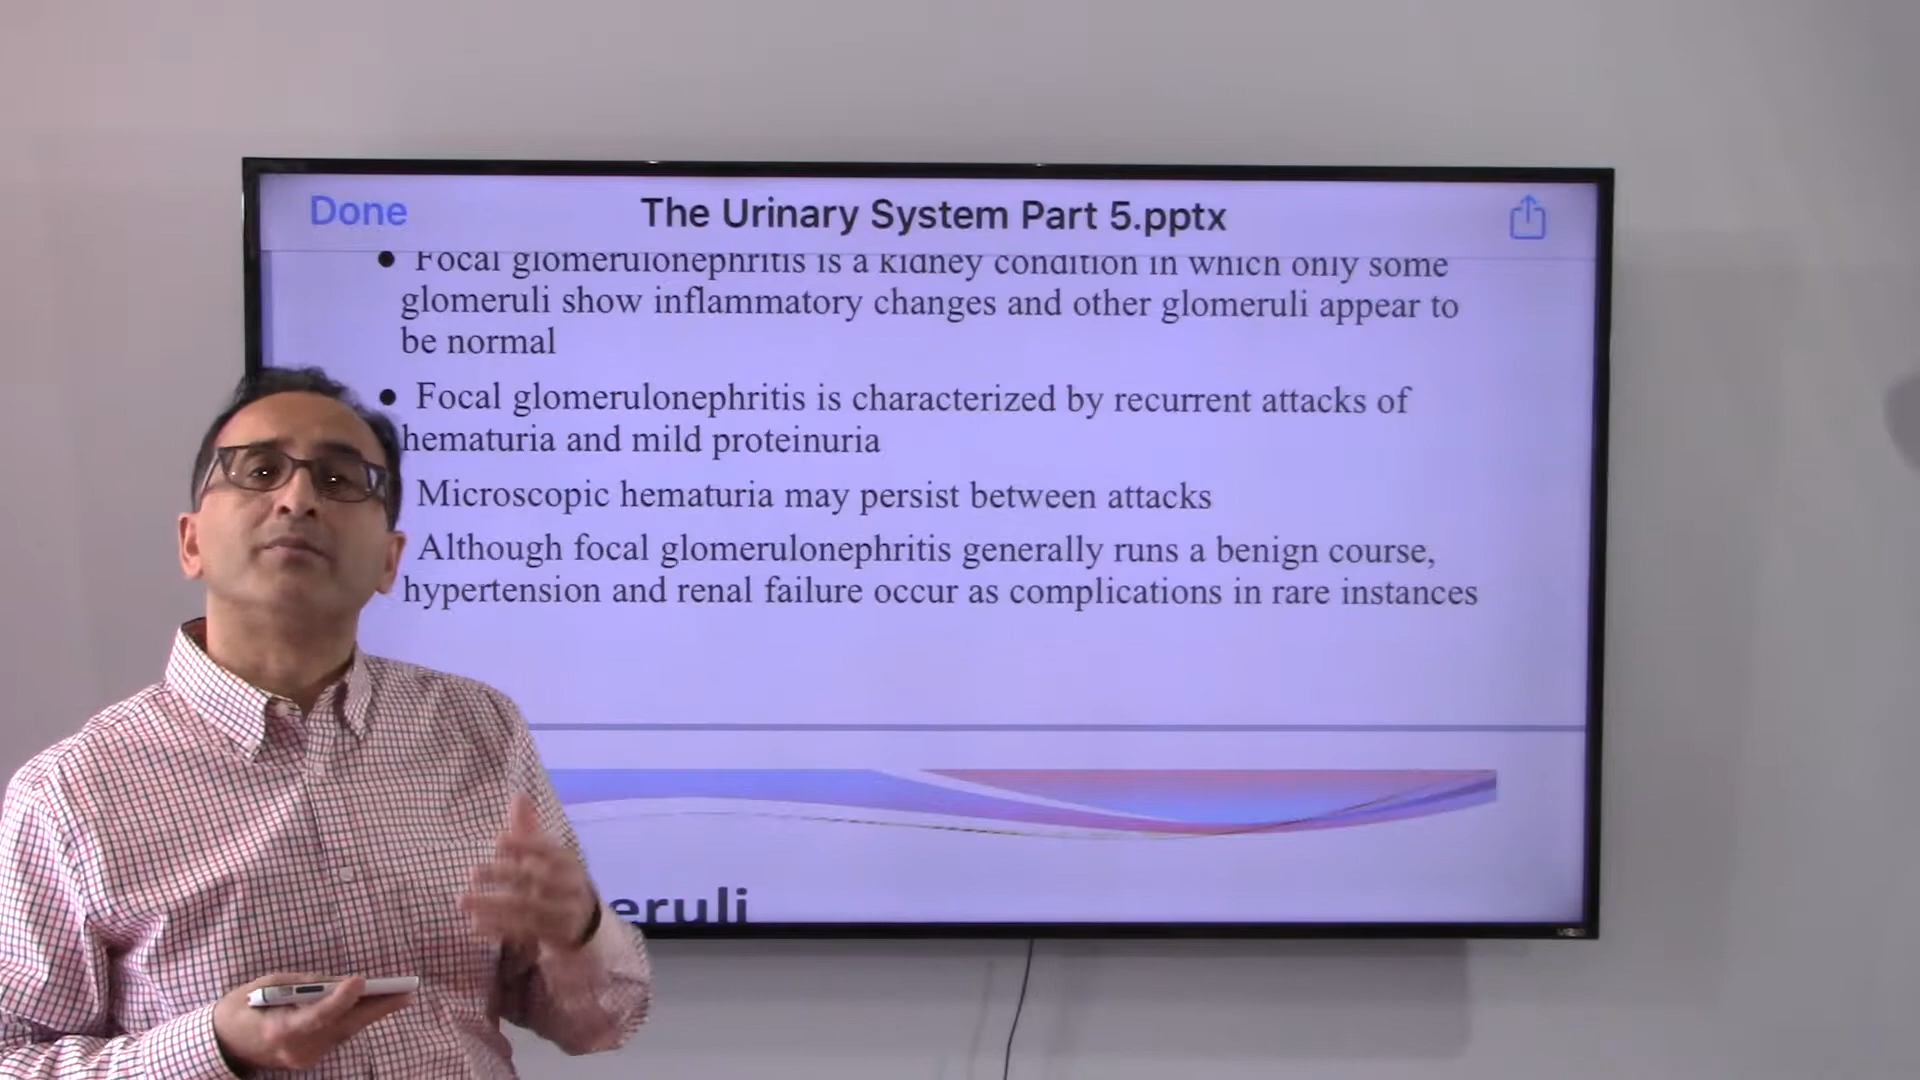 Done The Urinary System Part 5.pptx
• Focal glomerulonephritis is a kidney condition in which only some
glomeruli show inflammatory changes and other glomeruli appear to
be normal
• Focal glomerulonephritis is characterized by recurrent attacks of
hematuria and mild proteinuria
Microscopic hematuria may persist between attacks
Although focal glomerulonephritis generally runs a benign course,
hypertension and renal failure occur as complications in rare instances
eruli
VIZIO